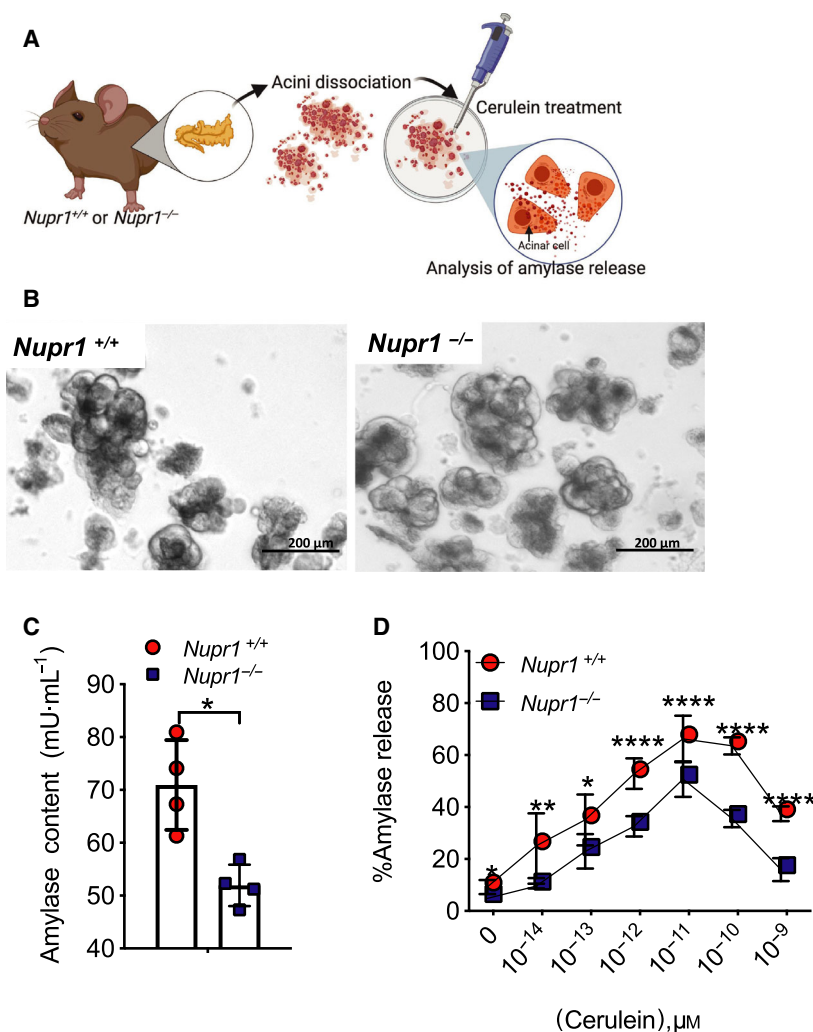 A
Acini dissociation
Cerulein treatment
Nupr1+/+ or Nupr1−/−
Acinar cell
Analysis of amylase release
B
Nupr1 +/+
Nupr1 −/−
200 µm
200 µm
C
Nupr1 +/+
Nupr1−/−
Amylase content (mU·mL−1)
90
80
70
60
50
40
*
D
Nupr1 +/+
Nupr1−/−
%Amylase release
100
80
60
40
20
0
*
**
*
****
****
****
****
0
10−14
10−13
10−12
10−11
10−10
10−9
(Cerulein),µM